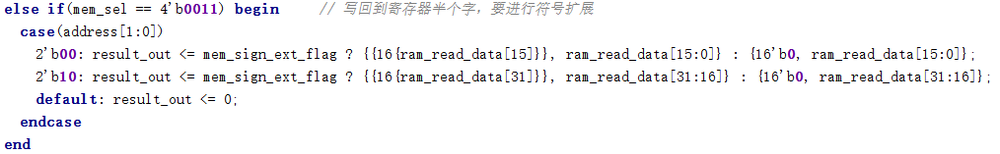 else if(mem_sel == 4'b0011) begin // 写回到寄存器半个字，要进行符号扩展
case(address[1:0])
2'b00: result_out <= mem_sign_ext_flag ? {{16{ram_read_data[15]}}, ram_read_data[15:0]} : {16'b0, ram_read_data[15:0]};
2'b10: result_out <= mem_sign_ext_flag ? {{16{ram_read_data[31]}}, ram_read_data[31:16]} : {16'b0, ram_read_data[31:16]};
default: result_out <= 0;
endcase
end